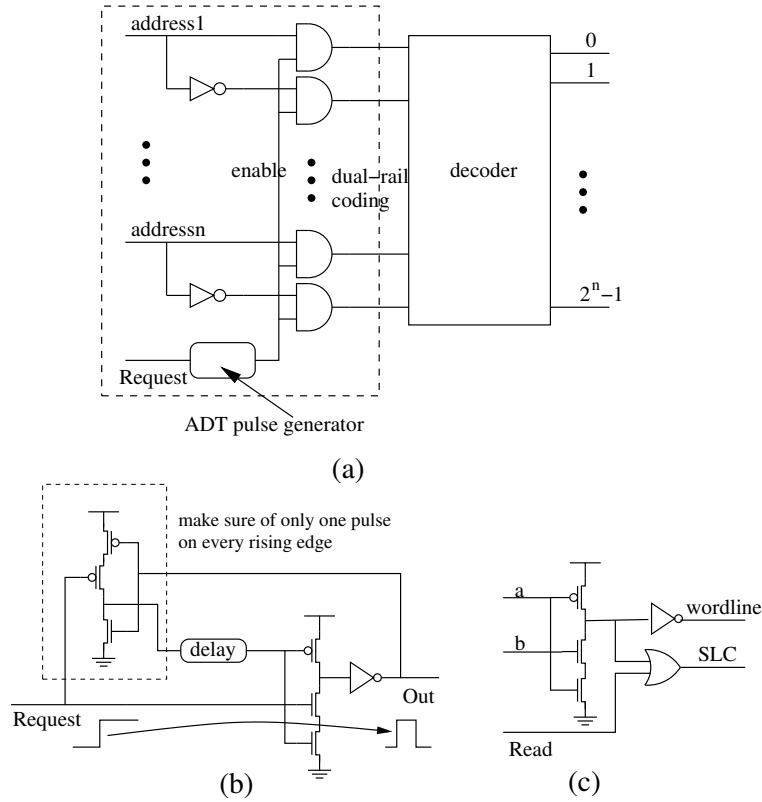 address1
0
1
enable
dual-rail
coding
decoder
addressn
2ⁿ-1
Request
ADT pulse generator
(a)
make sure of only one pulse
on every rising edge
delay
Out
Request
(b)
a
wordline
b
SLC
Read
(c)